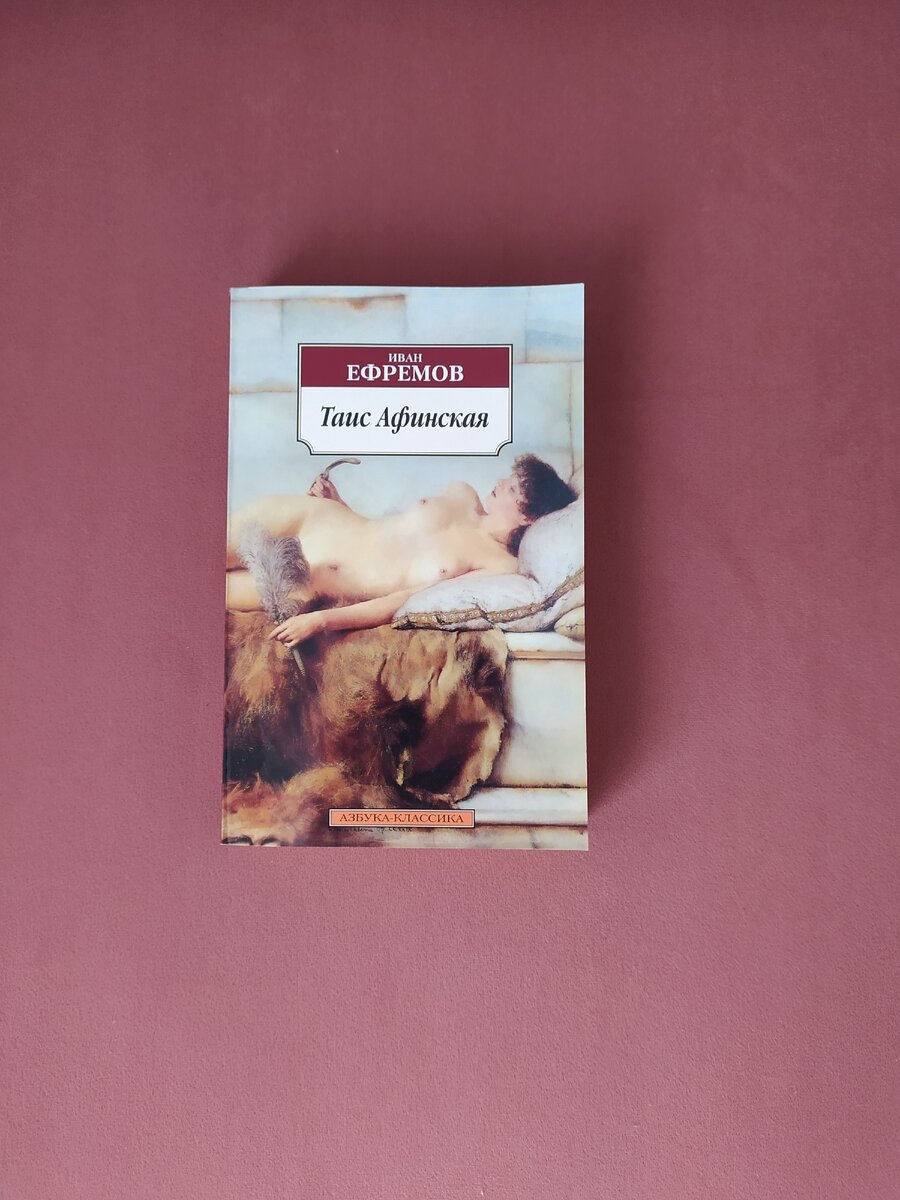 ИВАН
ЕФРЕМОВ
Таис Афинская
АЗБУКА-КЛАССИКА